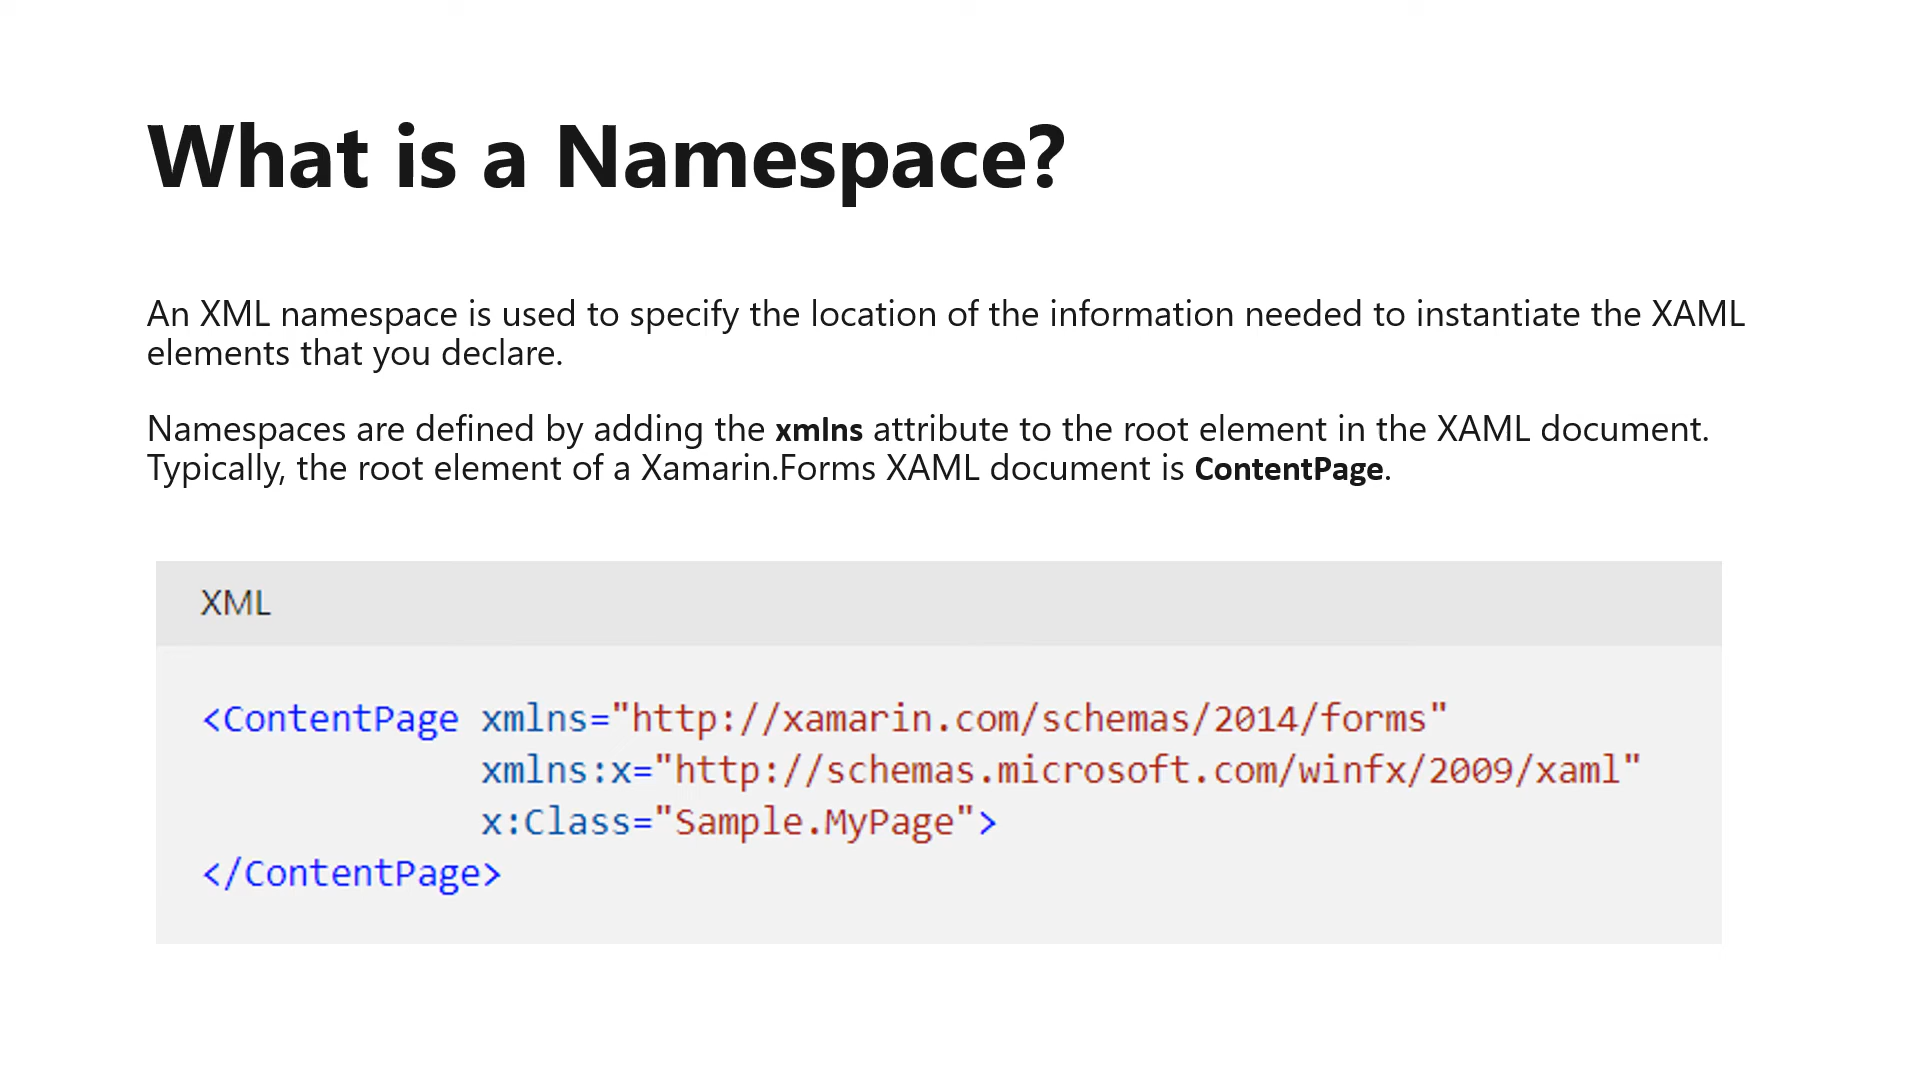 What is a Namespace?
An XML namespace is used to specify the location of the information needed to instantiate the XAML
elements that you declare.
Namespaces are defined by adding the xmlns attribute to the root element in the XAML document.
Typically, the root element of a Xamarin.Forms XAML document is ContentPage.
XML
<ContentPage xmlns="http://xamarin.com/schemas/2014/forms"
xmlns:x="http://schemas.microsoft.com/winfx/2009/xaml"
x:Class="Sample.MyPage">
</ContentPage>